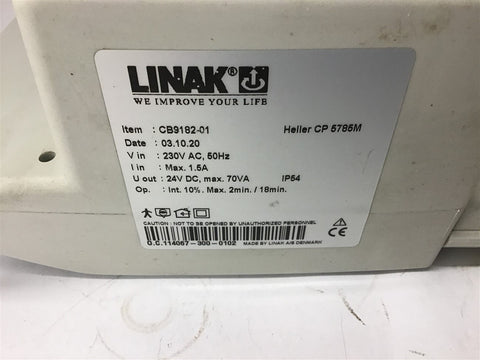 LINAK®
WE IMPROVE YOUR LIFE
Item : CB9182-01 Heller CP 5785M
Date : 03.10.20
V in : 230V AC, 50Hz
I in : Max. 1.5A
U out : 24V DC, max. 70VA IP54
Op. : Int. 10%. Max. 2min. / 18min.
CAUTION : NOT TO BE OPENED BY UNAUTHORIZED PERSONNEL
O.C.114067-300-0102 MADE BY LINAK A/S DENMARK
CE